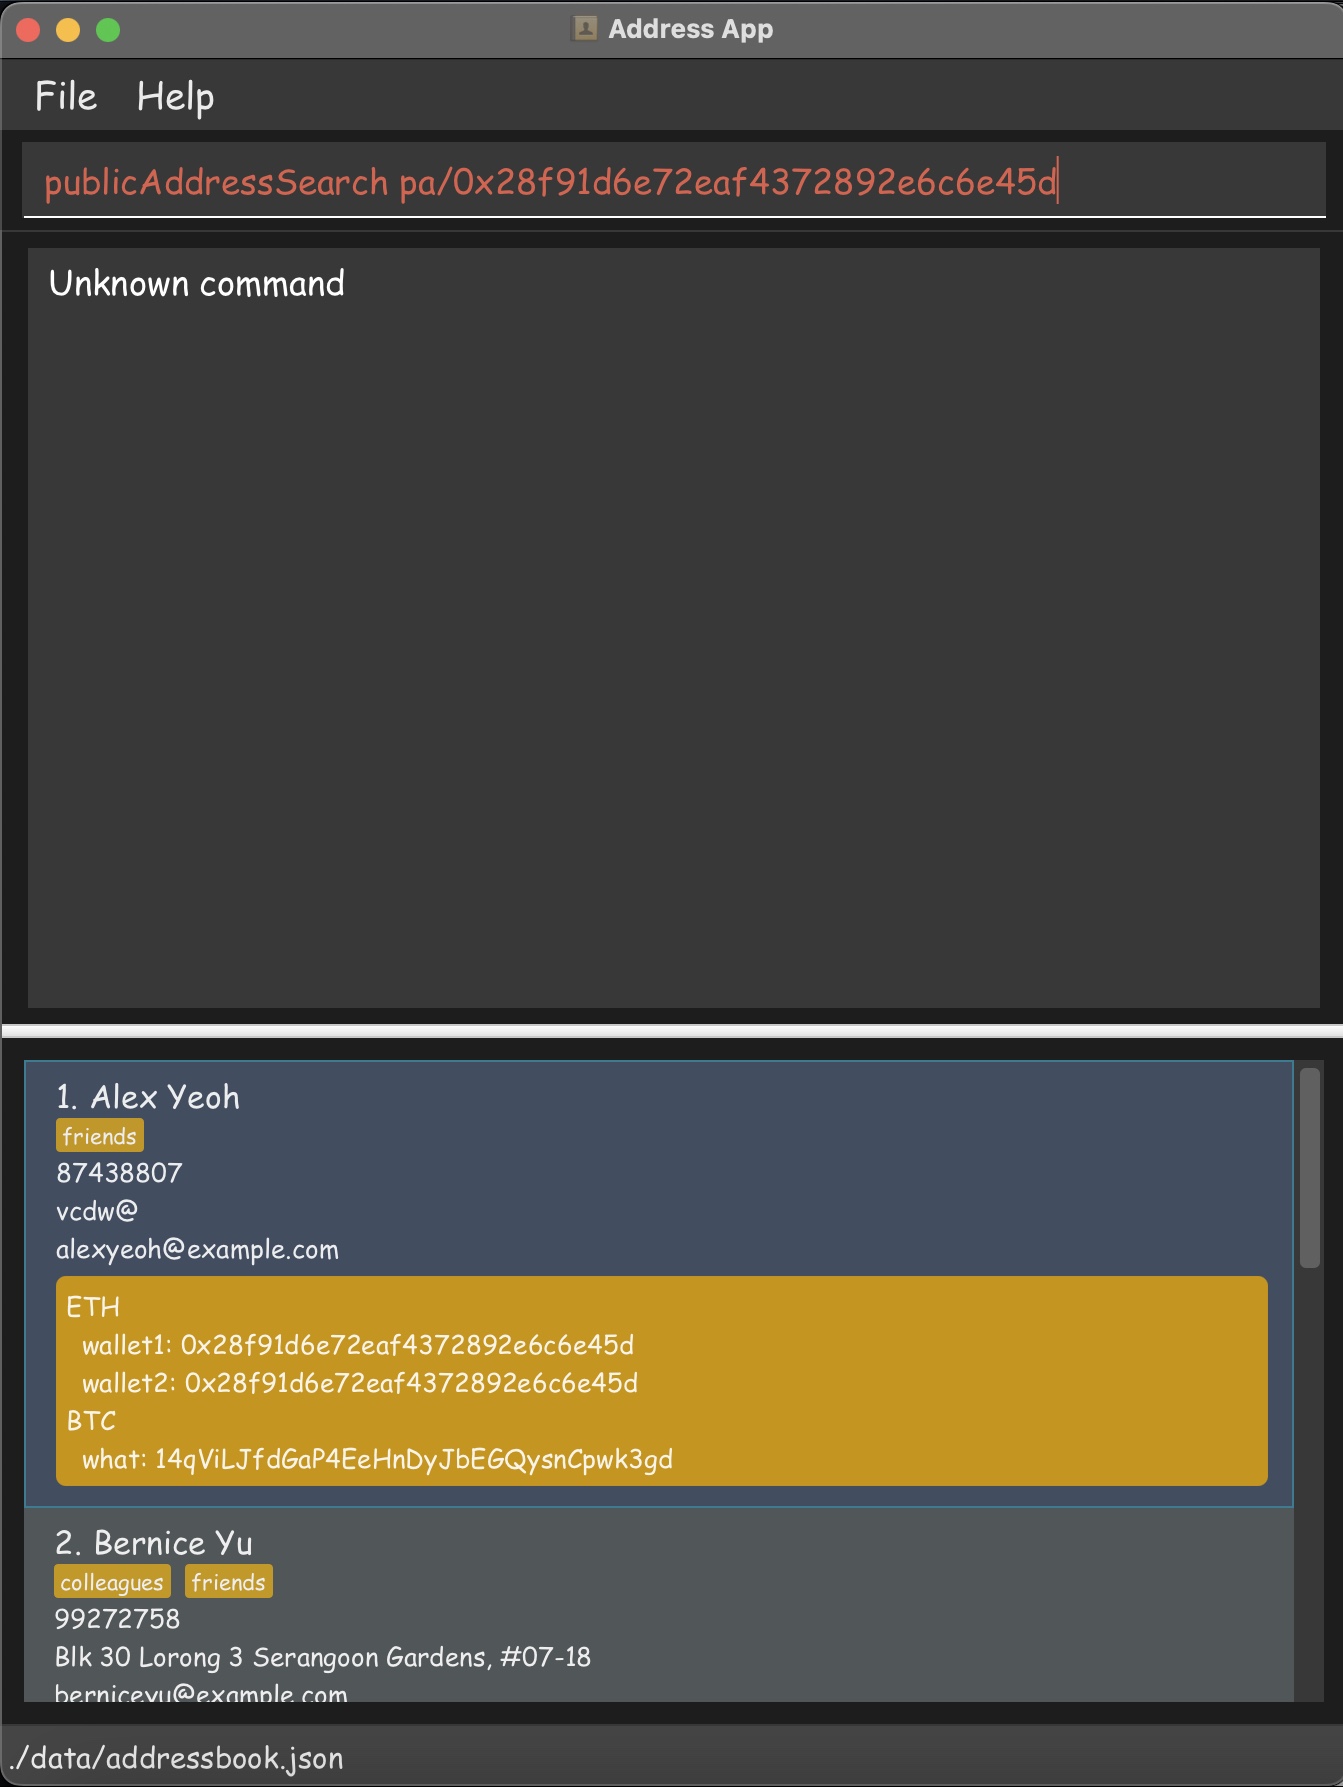 Address App
File Help
publicAddressSearch pa/0x28f91d6e72eaf4372892e6c6e45d
Unknown command
1. Alex Yeoh
friends
87438807
vcdw@
alexyeoh@example.com
ETH
wallet1: 0x28f91d6e72eaf4372892e6c6e45d
wallet2: 0x28f91d6e72eaf4372892e6c6e45d
BTC
what: 14qViLJfdGaP4EeHnDyJbEGQysnCpwk3gd
2. Bernice Yu
colleagues friends
99272758
Blk 30 Lorong 3 Serangoon Gardens, #07-18
berniceyu@example.com
./data/addressbook.json